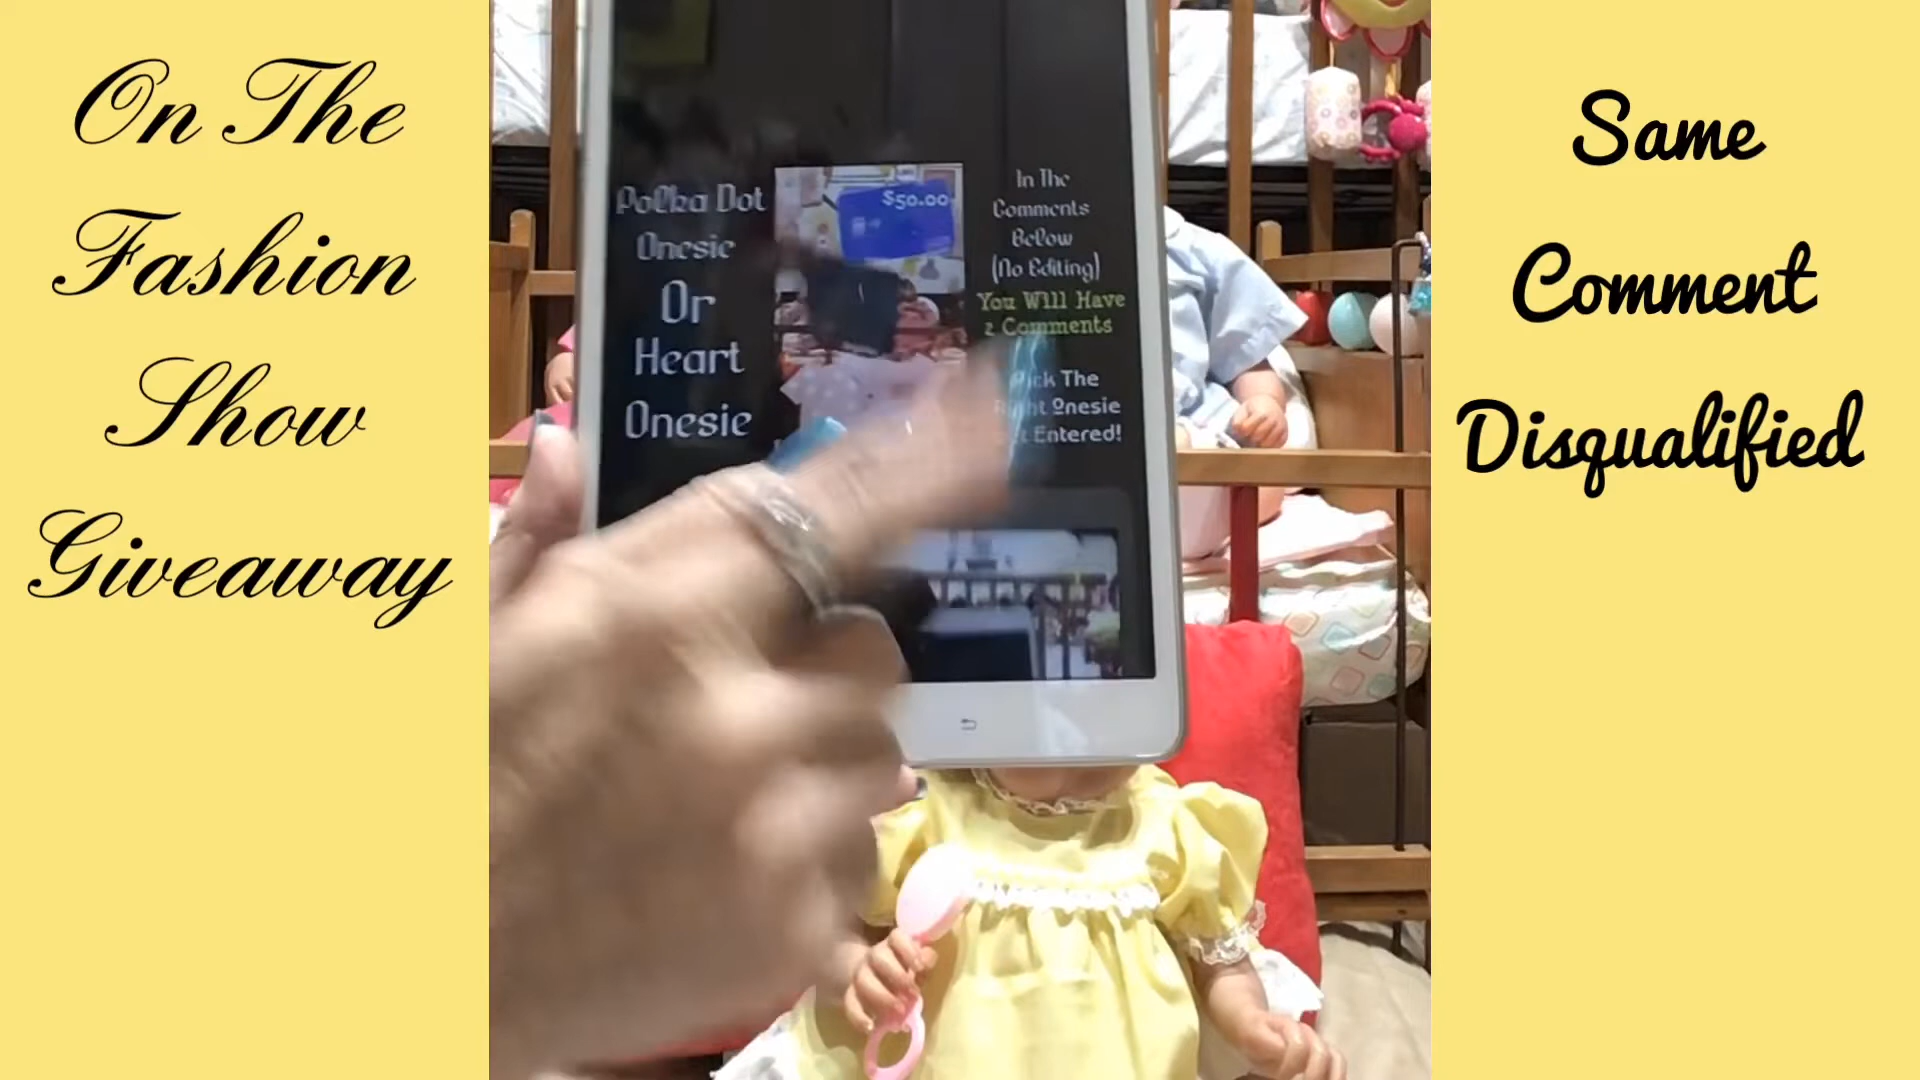 On The
Fashion
Show
Giveaway
Polka Dot
Onesie
Or
Heart
Onesie
$50.00
In The
Comments
Below
(No Editing)
You Will Have
2 Comments
The
Onesie
Entered!
Same
Comment
Disqualified